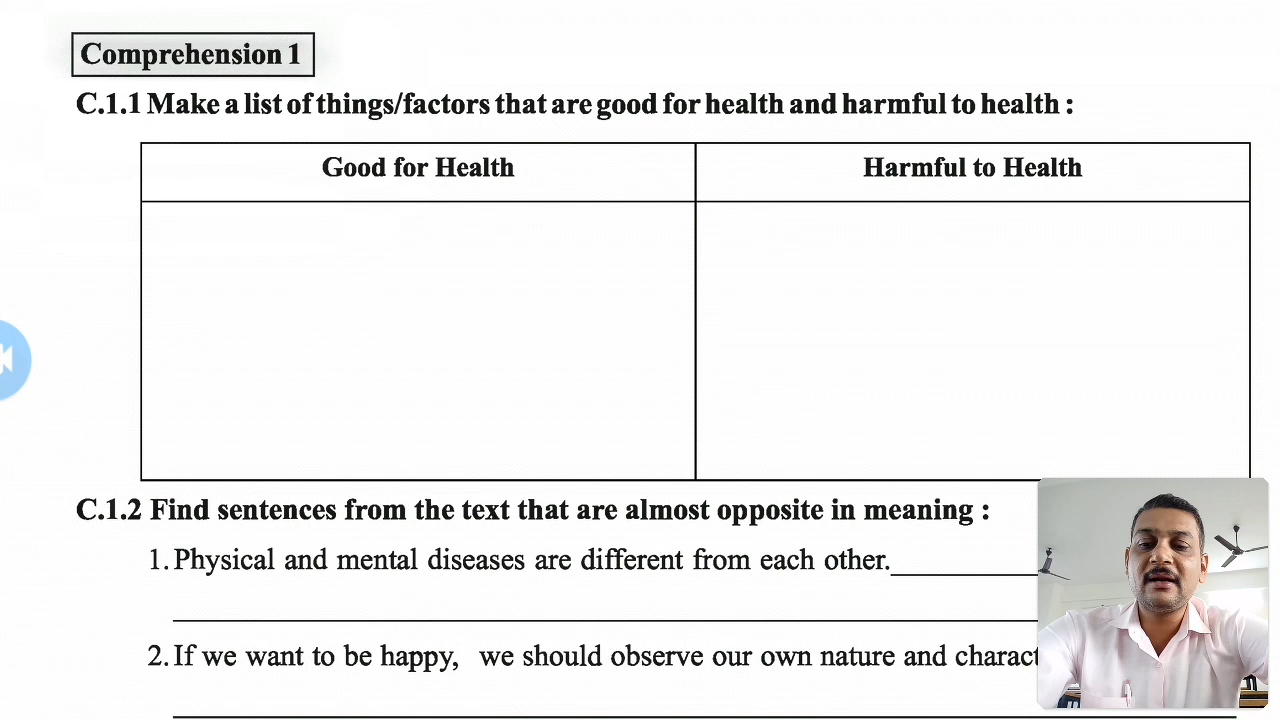 Comprehension 1
C.1.1 Make a list of things/factors that are good for health and harmful to health :
Good for Health
Harmful to Health
C.1.2 Find sentences from the text that are almost opposite in meaning :
1. Physical and mental diseases are different from each other.
2. If we want to be happy, we should observe our own nature and